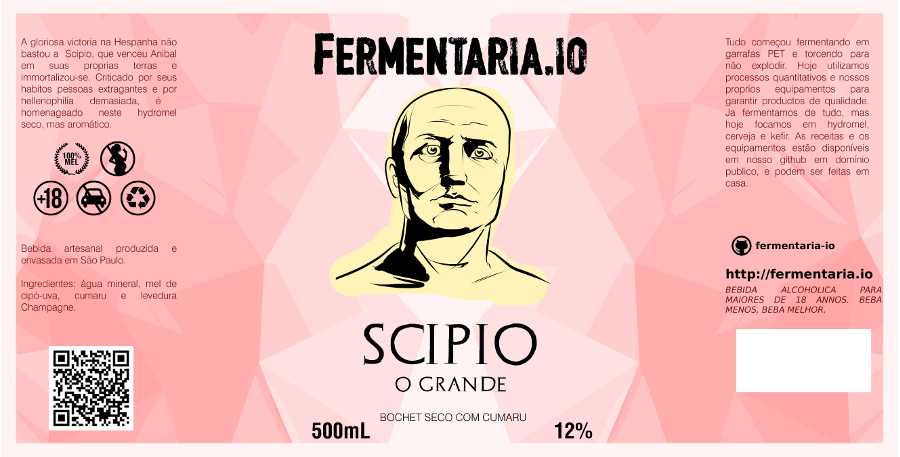 A gloriosa victoria na Hespanha não
bastou a Scipio, que venceu Anibal
em suas proprias terras e
immortalizou-se. Criticado por seus
habitos pessoas extragantes e por
hellenophilia demasiada, é
homenageado neste hydromel
seco, mas aromático.
100%
MEL
+18
Bebida artesanal produzida e
envasada em São Paulo.
Ingredientes: água mineral, mel de
cipó-uva, cumaru e levedura
Champagne.
FERMENTARIA.IO
SCIPIO
O GRANDE
BOCHET SECO COM CUMARU
500mL
12%
Tudo começou fermentando em
garrafas PET e torcendo para
não explodir. Hoje utilizamos
processos quantitativos e nossos
proprios equipamentos para
garantir productos de qualidade.
Ja fermentamos de tudo, mas
hoje focamos em hydromel,
cerveja e kefir. As receitas e os
equipamentos estão disponíveis
em nosso github em domínio
publico, e podem ser feitas em
casa.
fermentaria-io
http://fermentaria.io
BEBIDA ALCOHOLICA PARA
MAIORES DE 18 ANNOS. BEBA
MENOS, BEBA MELHOR.